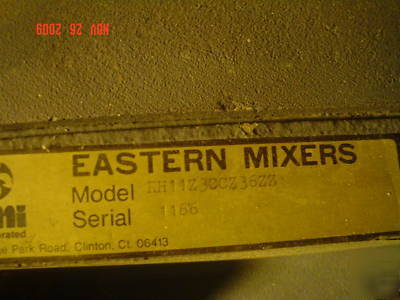 NOV 26 2009
EASTERN MIXERS
Model
Serial 1166
Park Road, Clinton, Ct. 06413